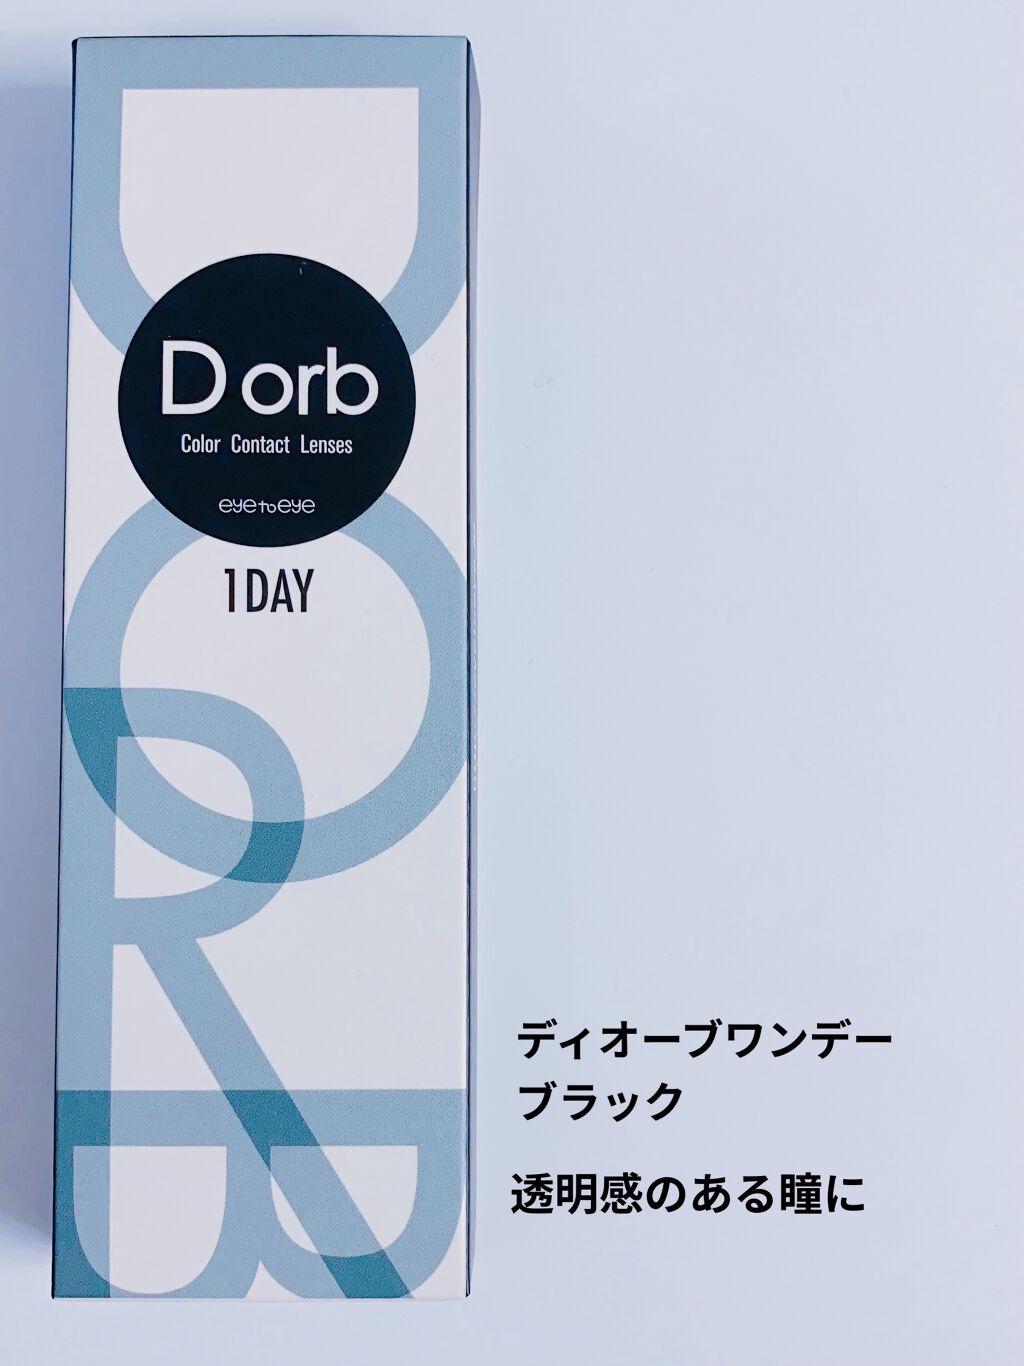 D orb
Color Contact Lenses
eye to eye
1DAY
DORB
ディオーブワンデー
ブラック
透明感のある瞳に